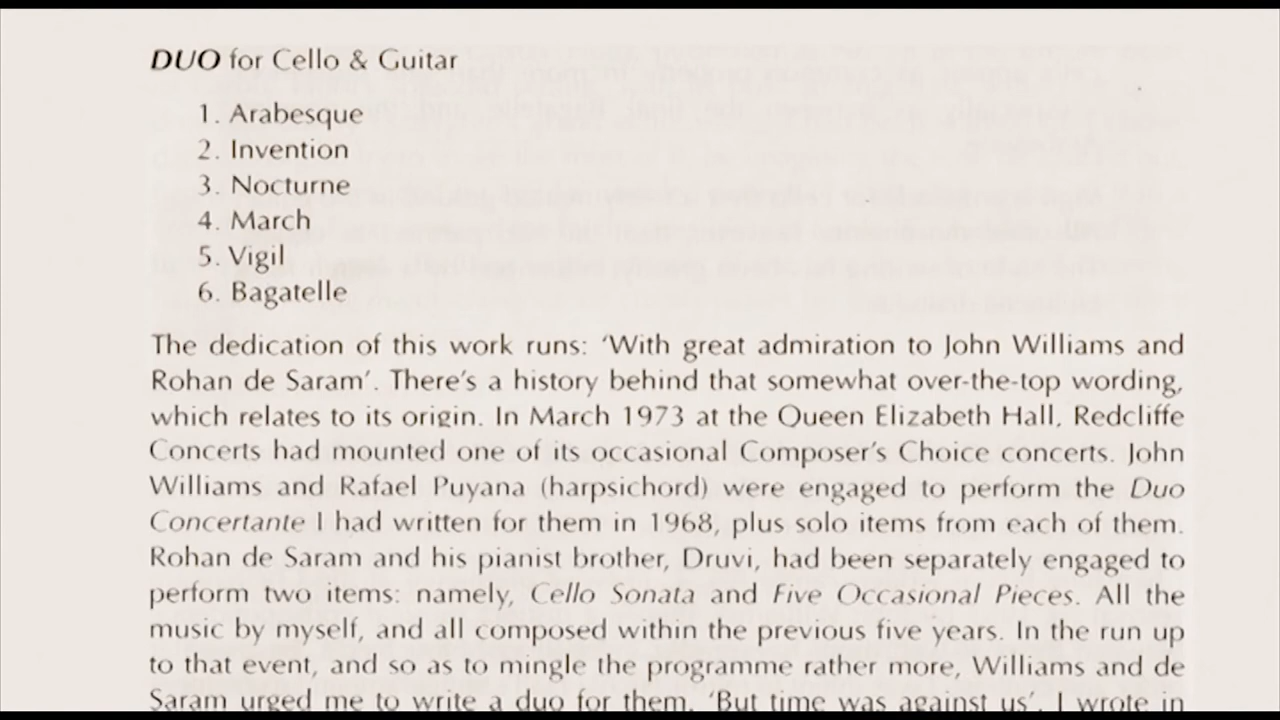 DUO for Cello & Guitar
1. Arabesque
2. Invention
3. Nocturne
4. March
5. Vigil
6. Bagatelle
The dedication of this work runs: ‘With great admiration to John Williams and
Rohan de Saram’. There’s a history behind that somewhat over-the-top wording,
which relates to its origin. In March 1973 at the Queen Elizabeth Hall, Redcliffe
Concerts had mounted one of its occasional Composer’s Choice concerts. John
Williams and Rafael Puyana (harpsichord) were engaged to perform the Duo
Concertante I had written for them in 1968, plus solo items from each of them.
Rohan de Saram and his pianist brother, Druvi, had been separately engaged to
perform two items: namely, Cello Sonata and Five Occasional Pieces. All the
music by myself, and all composed within the previous five years. In the run up
to that event, and so as to mingle the programme rather more, Williams and de
Saram urged me to write a duo for them. ‘But time was against us’. I wrote in